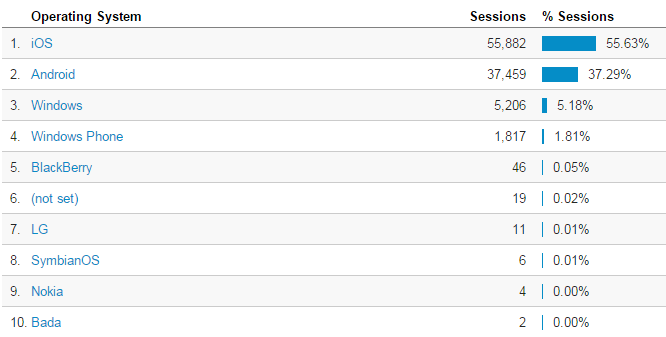 Operating System Sessions % Sessions
1. iOS 55,882 55.63%
2. Android 37,459 37.29%
3. Windows 5,206 5.18%
4. Windows Phone 1,817 1.81%
5. BlackBerry 46 0.05%
6. (not set) 19 0.02%
7. LG 11 0.01%
8. SymbianOS 6 0.01%
9. Nokia 4 0.00%
10. Bada 2 0.00%